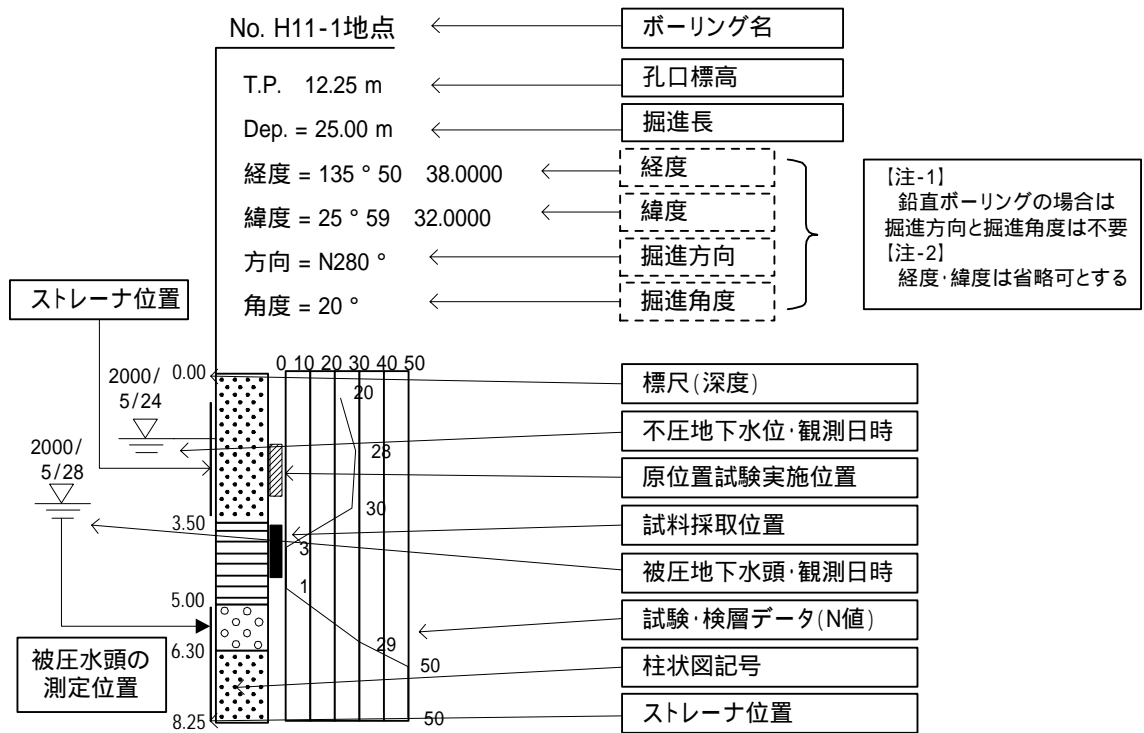 No. H11-1地点
ボーリング名
T.P. 12.25 m
孔口標高
Dep. = 25.00 m
掘進長
経度 = 135 ° 50 38.0000
経度
緯度 = 25 ° 59 32.0000
緯度
方向 = N280 °
掘進方向
角度 = 20 °
掘進角度
【注-1】
鉛直ボーリングの場合は
掘進方向と掘進角度は不要
【注-2】
経度・緯度は省略可とする
ストレーナ位置
0 10 20 30 40 50
0.00
2000/
5/24
2000/
5/28
3.50
5.00
6.30
8.25
被圧水頭の
測定位置
20
28
30
3
1
29
50
50
標尺(深度)
不圧地下水位・観測日時
原位置試験実施位置
試料採取位置
被圧地下水頭・観測日時
試験・検層データ(N値)
柱状図記号
ストレーナ位置